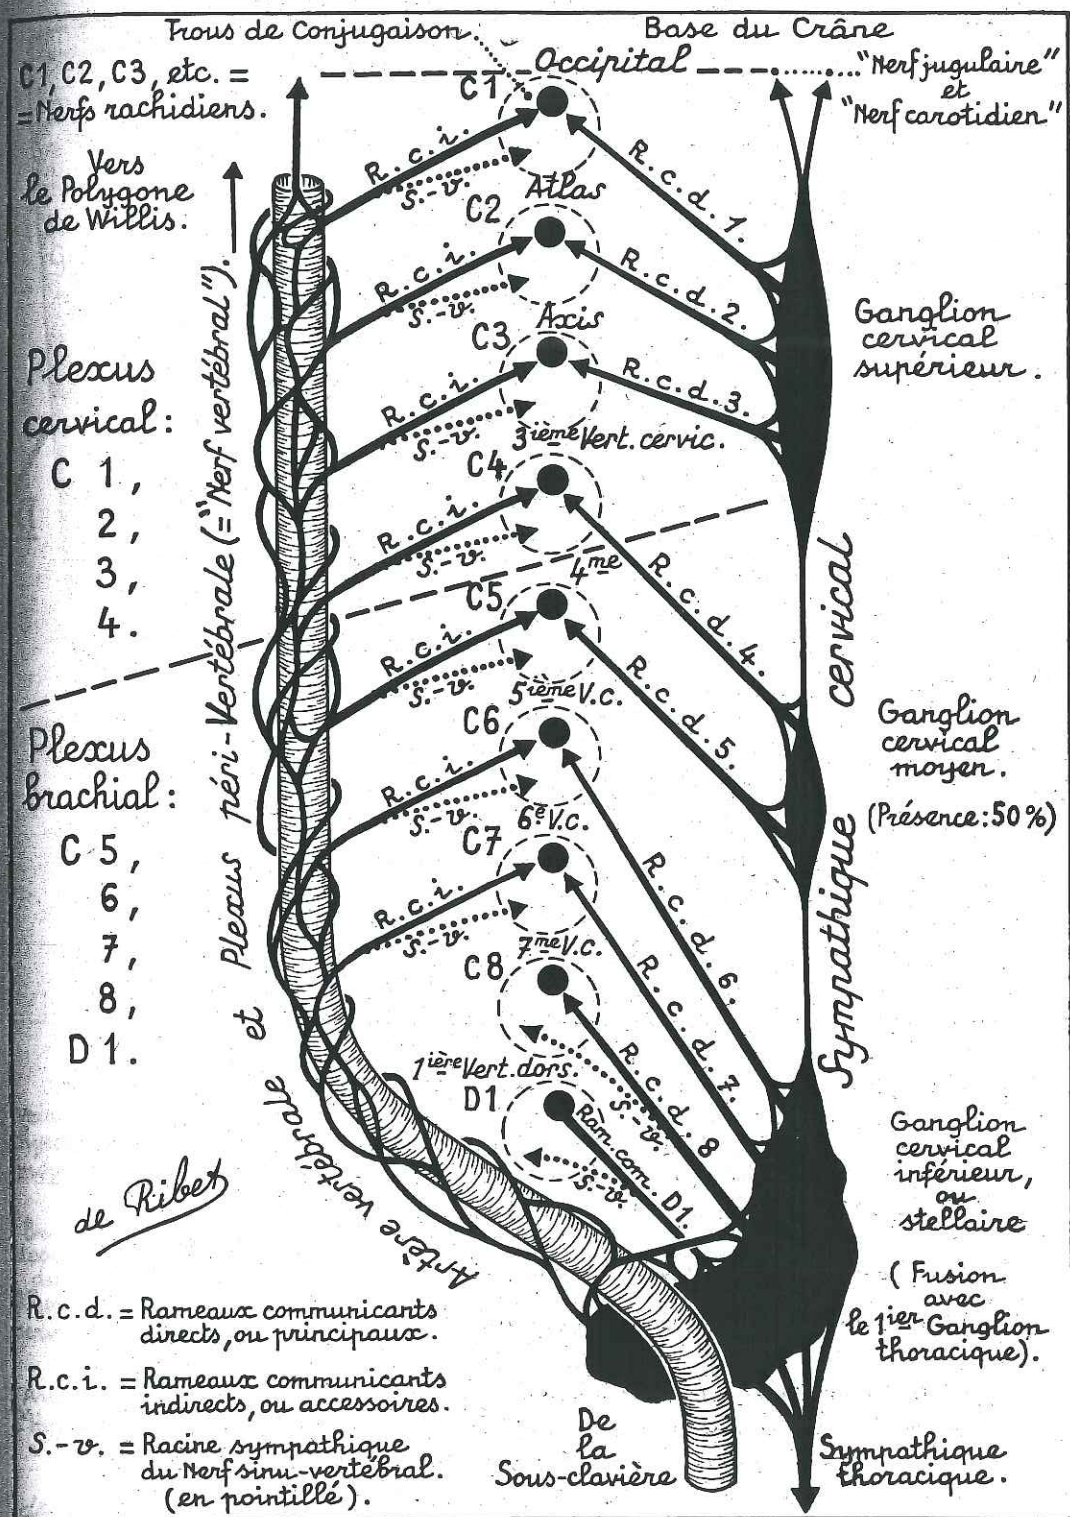 Trous de Conjugaison
Base du Crâne
C1, C2, C3, etc. =
= Nerfs rachidiens.
Occipital
"Nerf jugulaire"
et
"Nerf carotidien"
Vers
le Polygone
de Willis.
C1
R.c.i.
S.-v.
R.c.d.1.
Atlas
C2
R.c.i.
S.-v.
R.c.d.2.
Axis
C3
R.c.i.
S.-v.
R.c.d.3.
3ième Vert. cervic.
C4
R.c.i.
S.-v.
R.c.d.4.
4me
C5
R.c.i.
S.-v.
R.c.d.5.
5ième V.c.
C6
R.c.i.
S.-v.
R.c.d.6.
6e V.c.
C7
R.c.i.
S.-v.
R.c.d.7.
7me V.c.
C8
S.-v.
R.c.d.8
1ière Vert. dors.
D1
S.-v.
Ram. com. D1.
Plexus
cervical :
C 1,
2,
3,
4.
Plexus
brachial :
C 5,
6,
7,
8,
D 1.
Artère vertébrale et Plexus péri-Vertébrale (="Nerf vertébral").
Ganglion
cervical
supérieur.
Sympathique cervical
Ganglion
cervical
moyen.
(Présence: 50%)
Ganglion
cervical
inférieur,
ou
stellaire
(Fusion
avec
le 1ier Ganglion
thoracique).
de Ribet
R.c.d. = Rameaux communicants
directs, ou principaux.
R.c.i. = Rameaux communicants
indirects, ou accessoires.
S.-v. = Racine sympathique
du Nerf sinu-vertébral.
(en pointillé).
De
la
Sous-clavière
Sympathique
thoracique.